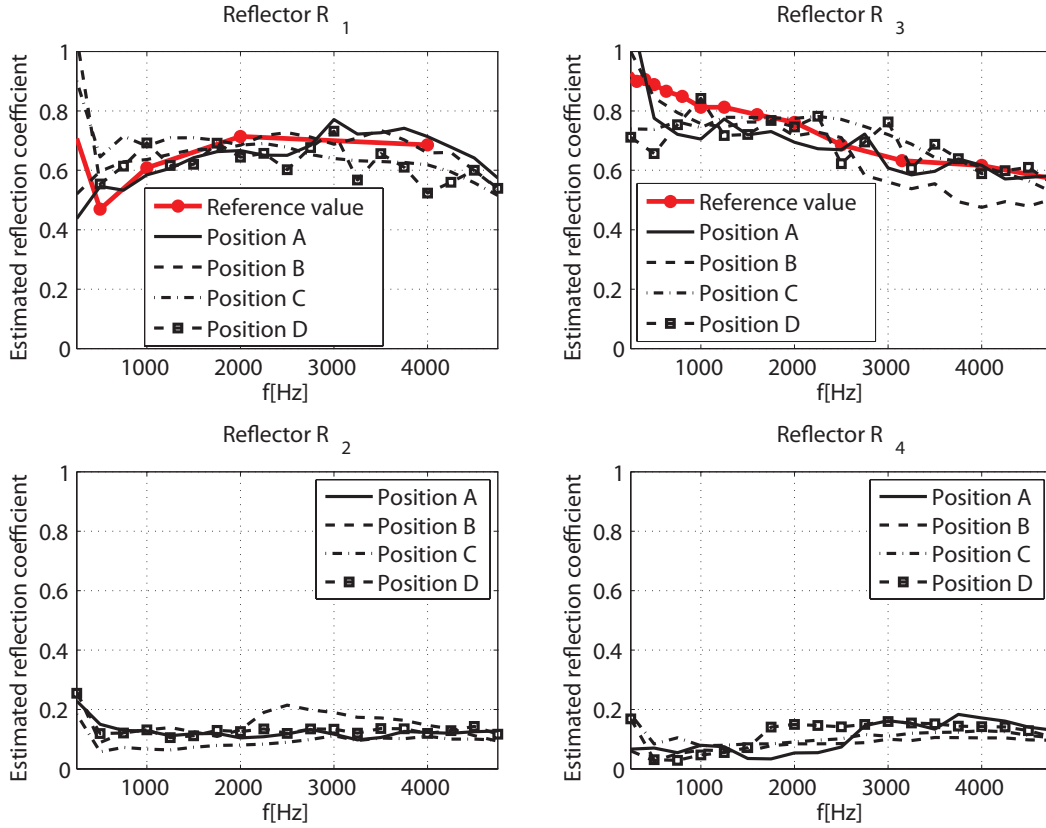 Reflector R 1
Estimated reflection coefficient
1
0.8
0.6
0.4
0.2
0
1000 2000 3000 4000
f[Hz]
Reference value
Position A
Position B
Position C
Position D
Reflector R 3
Estimated reflection coefficient
1
0.8
0.6
0.4
0.2
0
1000 2000 3000 4000
f[Hz]
Reference value
Position A
Position B
Position C
Position D
Reflector R 2
Estimated reflection coefficient
1
0.8
0.6
0.4
0.2
0
1000 2000 3000 4000
f[Hz]
Position A
Position B
Position C
Position D
Reflector R 4
Estimated reflection coefficient
1
0.8
0.6
0.4
0.2
0
1000 2000 3000 4000
f[Hz]
Position A
Position B
Position C
Position D